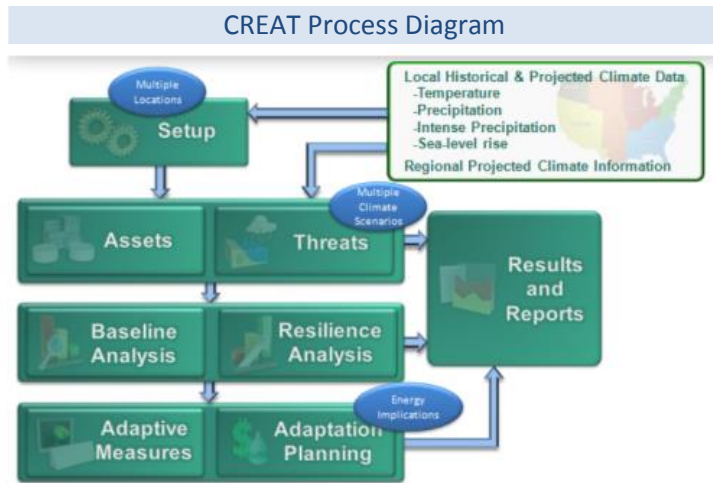 CREAT Process Diagram
Multiple
Locations
Setup
Local Historical & Projected Climate Data
-Temperature
-Precipitation
-Intense Precipitation
-Sea-level rise
Regional Projected Climate Information
Multiple
Climate
Scenarios
Assets
Threats
Results
and
Reports
Baseline
Analysis
Resilience
Analysis
Energy
Implications
Adaptive
Measures
Adaptation
Planning